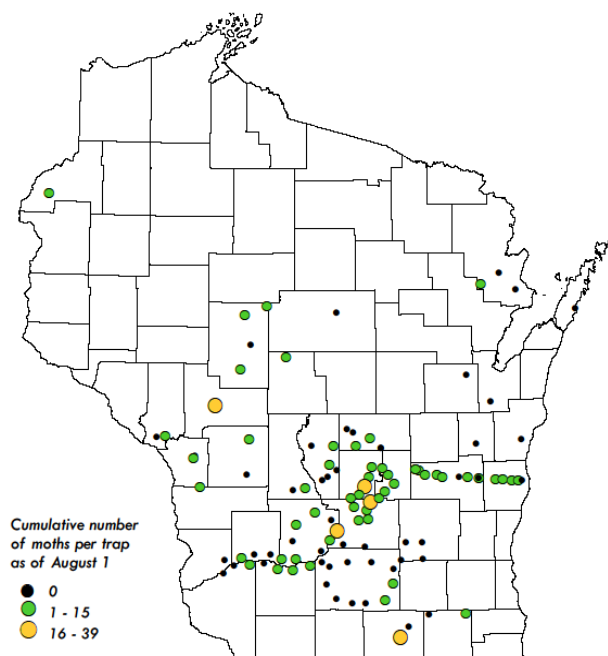 Cumulative number
of moths per trap
as of August 1
0
1 - 15
16 - 39